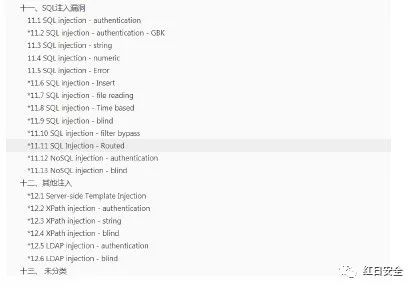 十一、SQL注入漏洞
11.1 SQL injection - authentication
*11.2 SQL injection - authentication - GBK
11.3 SQL injection - string
11.4 SQL injection - numeric
11.5 SQL injection - Error
*11.6 SQL injection - Insert
*11.7 SQL injection - file reading
*11.8 SQL injection - Time based
*11.9 SQL injection - blind
*11.10 SQL injection - filter bypass
*11.11 SQL Injection - Routed
*11.12 NoSQL injection - authentication
*11.13 NoSQL injection - blind
十二、其他注入
*12.1 Server-side Template Injection
*12.2 XPath injection - authentication
*12.3 XPath injection - string
*12.4 XPath injection - blind
*12.5 LDAP injection - authentication
*12.6 LDAP injection - blind
十三、 未分类
红日安全